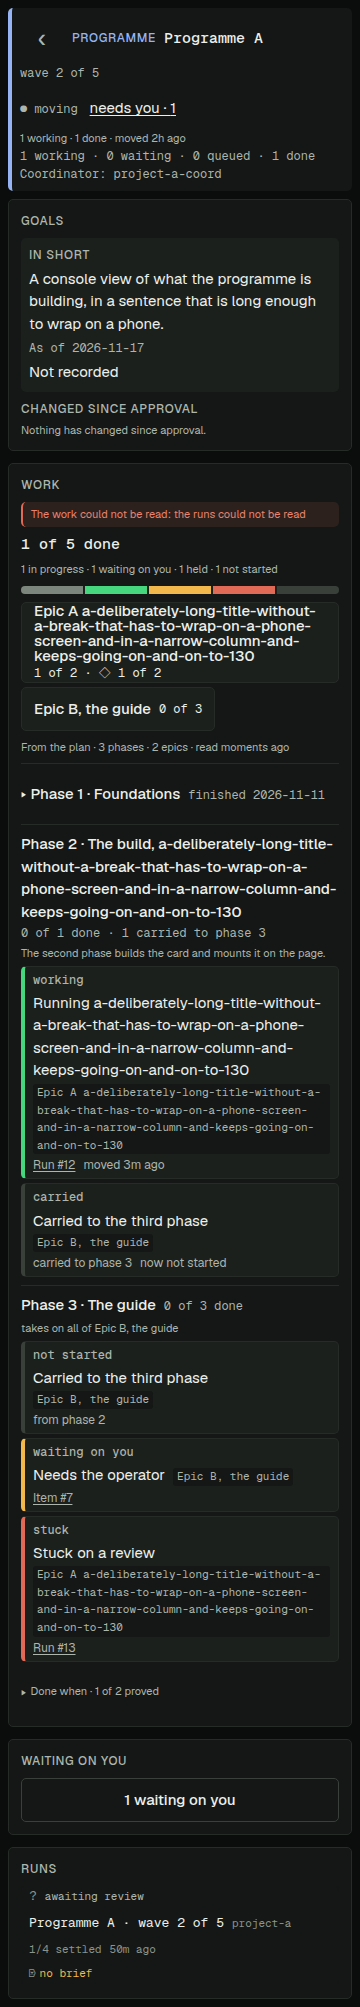 ‹ PROGRAMME Programme A
wave 2 of 5
● moving needs you · 1
1 working · 1 done · moved 2h ago
1 working · 0 waiting · 0 queued · 1 done
Coordinator: project-a-coord
GOALS
IN SHORT
A console view of what the programme is
building, in a sentence that is long enough
to wrap on a phone.
As of 2026-11-17
Not recorded
CHANGED SINCE APPROVAL
Nothing has changed since approval.
WORK
The work could not be read: the runs could not be read
1 of 5 done
1 in progress · 1 waiting on you · 1 held · 1 not started
Epic A a-deliberately-long-title-without-
a-break-that-has-to-wrap-on-a-phone-
screen-and-in-a-narrow-column-and-
keeps-going-on-and-on-to-130
1 of 2 · ◇ 1 of 2
Epic B, the guide 0 of 3
From the plan · 3 phases · 2 epics · read moments ago
▸ Phase 1 · Foundations finished 2026-11-11
Phase 2 · The build, a-deliberately-long-title-
without-a-break-that-has-to-wrap-on-a-
phone-screen-and-in-a-narrow-column-and-
keeps-going-on-and-on-to-130
0 of 1 done · 1 carried to phase 3
The second phase builds the card and mounts it on the page.
working
Running a-deliberately-long-title-without-
a-break-that-has-to-wrap-on-a-phone-
screen-and-in-a-narrow-column-and-
keeps-going-on-and-on-to-130
Epic A a-deliberately-long-title-without-a-
break-that-has-to-wrap-on-a-phone-screen-
and-in-a-narrow-column-and-keeps-going-on-
and-on-to-130
Run #12 moved 3m ago
carried
Carried to the third phase
Epic B, the guide
carried to phase 3 now not started
Phase 3 · The guide 0 of 3 done
takes on all of Epic B, the guide
not started
Carried to the third phase
Epic B, the guide
from phase 2
waiting on you
Needs the operator Epic B, the guide
Item #7
stuck
Stuck on a review
Epic A a-deliberately-long-title-without-a-
break-that-has-to-wrap-on-a-phone-screen-
and-in-a-narrow-column-and-keeps-going-on-
and-on-to-130
Run #13
▸ Done when · 1 of 2 proved
WAITING ON YOU
1 waiting on you
RUNS
? awaiting review
Programme A · wave 2 of 5 project-a
1/4 settled 50m ago
no brief